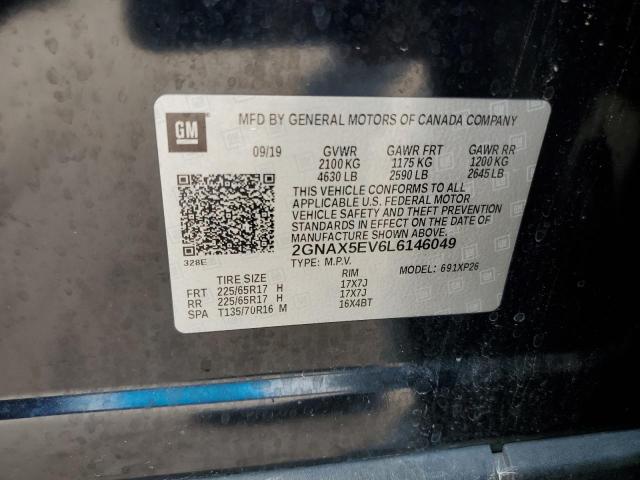 GM
MFD BY GENERAL MOTORS OF CANADA COMPANY
09/19 GVWR GAWR FRT GAWR RR
2100 KG 1175 KG 1200 KG
4630 LB 2590 LB 2645 LB
THIS VEHICLE CONFORMS TO ALL
APPLICABLE U.S. FEDERAL MOTOR
VEHICLE SAFETY AND THEFT PREVENTION
STANDARDS IN EFFECT ON THE DATE OF
MANUFACTURE SHOWN ABOVE.
2GNAX5EV6L6146049
328E
TYPE: M.P.V. MODEL: 691XP26
TIRE SIZE RIM
FRT 225/65R17 H 17X7J
RR 225/65R17 H 17X7J
SPA T135/70R16 M 16X4BT